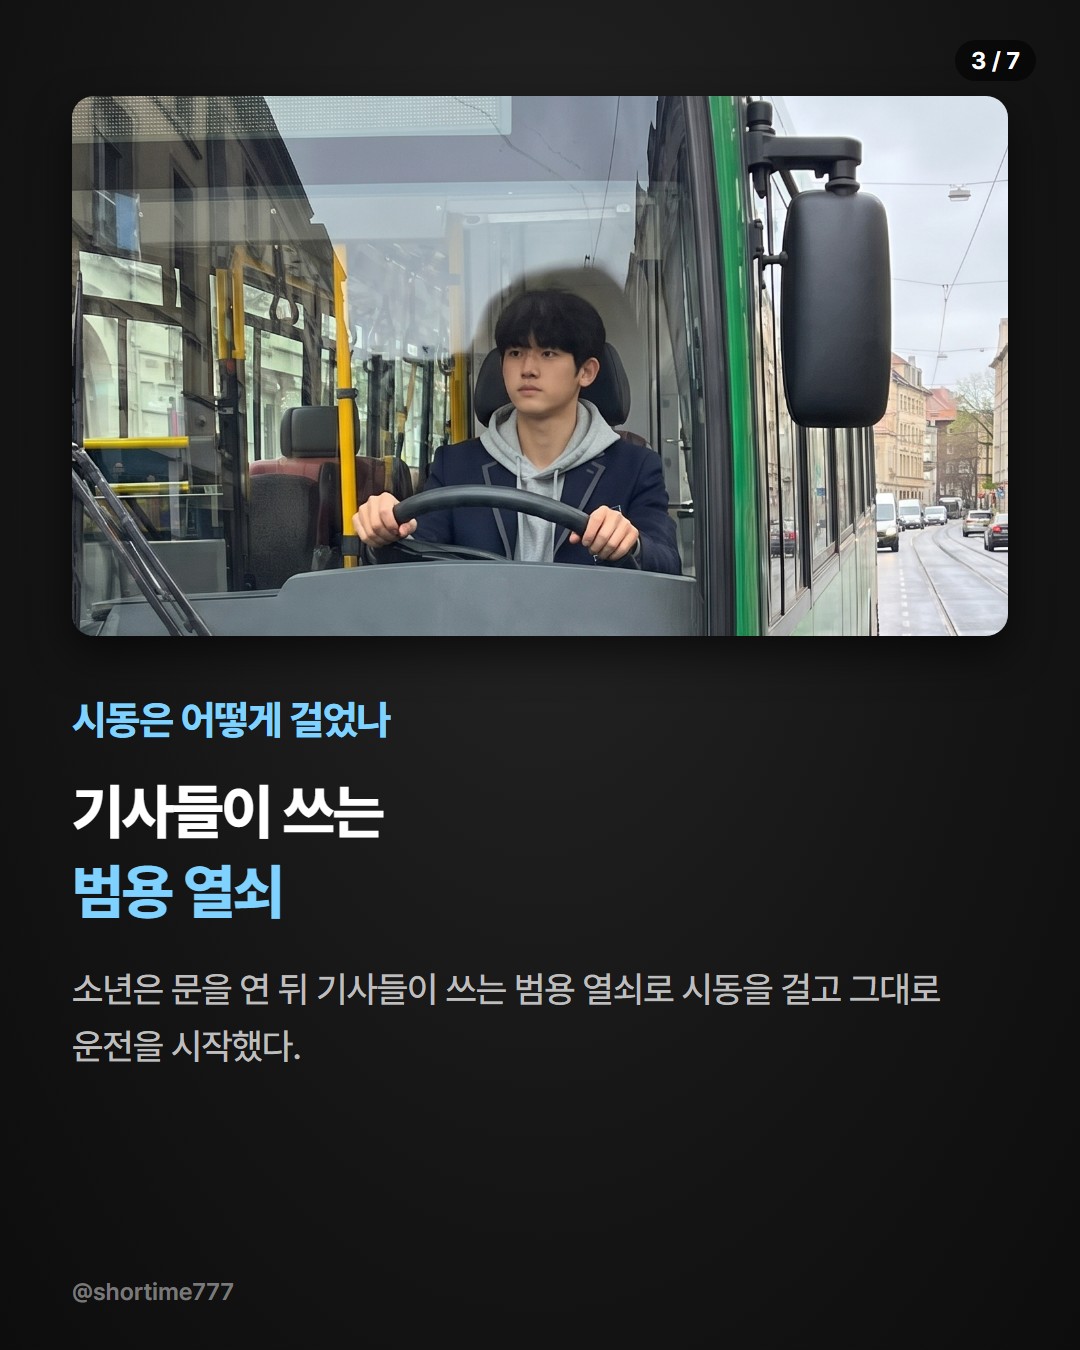 3 / 7
시동은 어떻게 걸었나
기사들이 쓰는
범용 열쇠
소년은 문을 연 뒤 기사들이 쓰는 범용 열쇠로 시동을 걸고 그대로
운전을 시작했다.
@shortime777